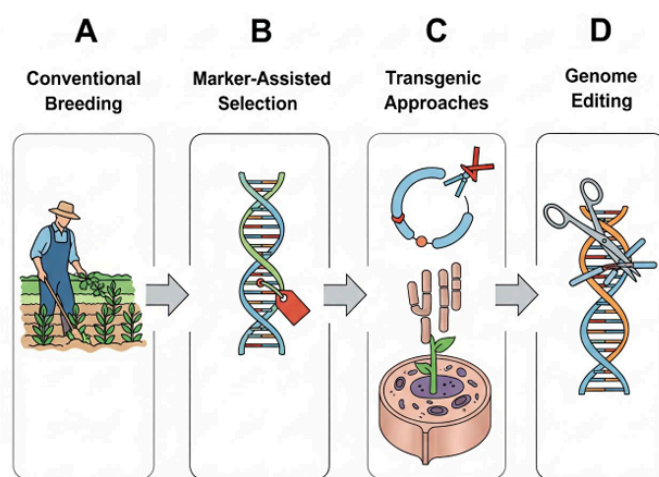 A
B
C
D
Conventional
Breeding
Marker-Assisted
Selection
Transgenic
Approaches
Genome
Editing